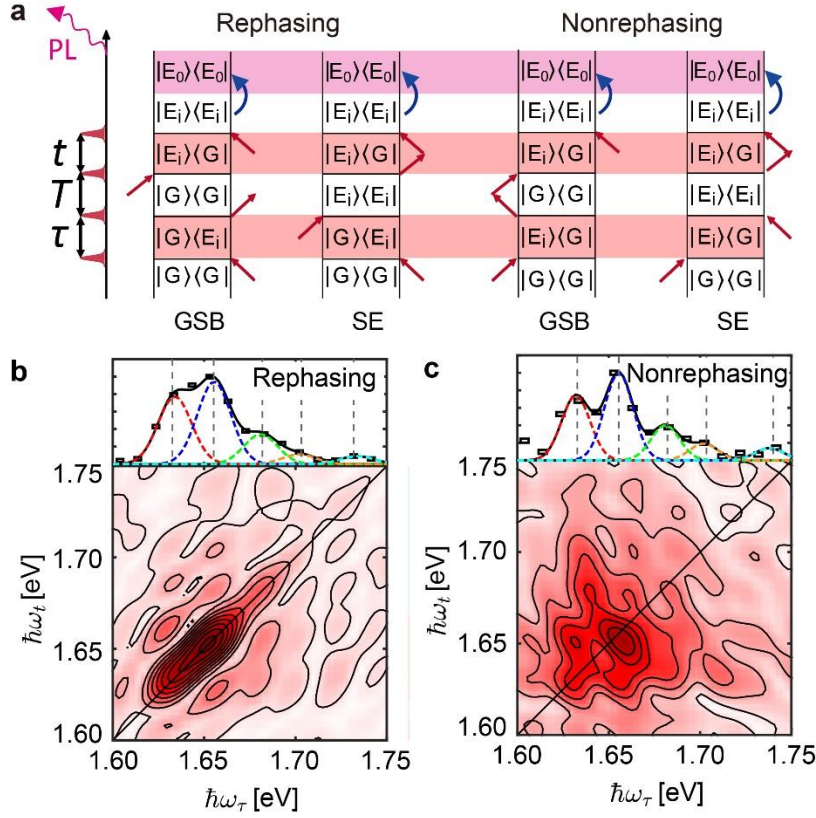 a
Rephasing Nonrephasing
PL
|E₀⟩⟨E₀| |E₀⟩⟨E₀| |E₀⟩⟨E₀| |E₀⟩⟨E₀|
|Eᵢ⟩⟨Eᵢ| |Eᵢ⟩⟨Eᵢ| |Eᵢ⟩⟨Eᵢ| |Eᵢ⟩⟨Eᵢ|
t |Eᵢ⟩⟨G| |Eᵢ⟩⟨G| |Eᵢ⟩⟨G| |Eᵢ⟩⟨G|
T |G⟩⟨G| |Eᵢ⟩⟨Eᵢ| |G⟩⟨G| |Eᵢ⟩⟨Eᵢ|
τ |G⟩⟨Eᵢ| |G⟩⟨Eᵢ| |Eᵢ⟩⟨G| |Eᵢ⟩⟨G|
|G⟩⟨G| |G⟩⟨G| |G⟩⟨G| |G⟩⟨G|
GSB SE GSB SE
b
Rephasing
1.75
1.70
1.65
1.60
ħωₜ [eV]
1.60 1.65 1.70 1.75
ħω_τ [eV]
c
Nonrephasing
1.75
1.70
1.65
1.60
ħωₜ [eV]
1.60 1.65 1.70 1.75
ħω_τ [eV]